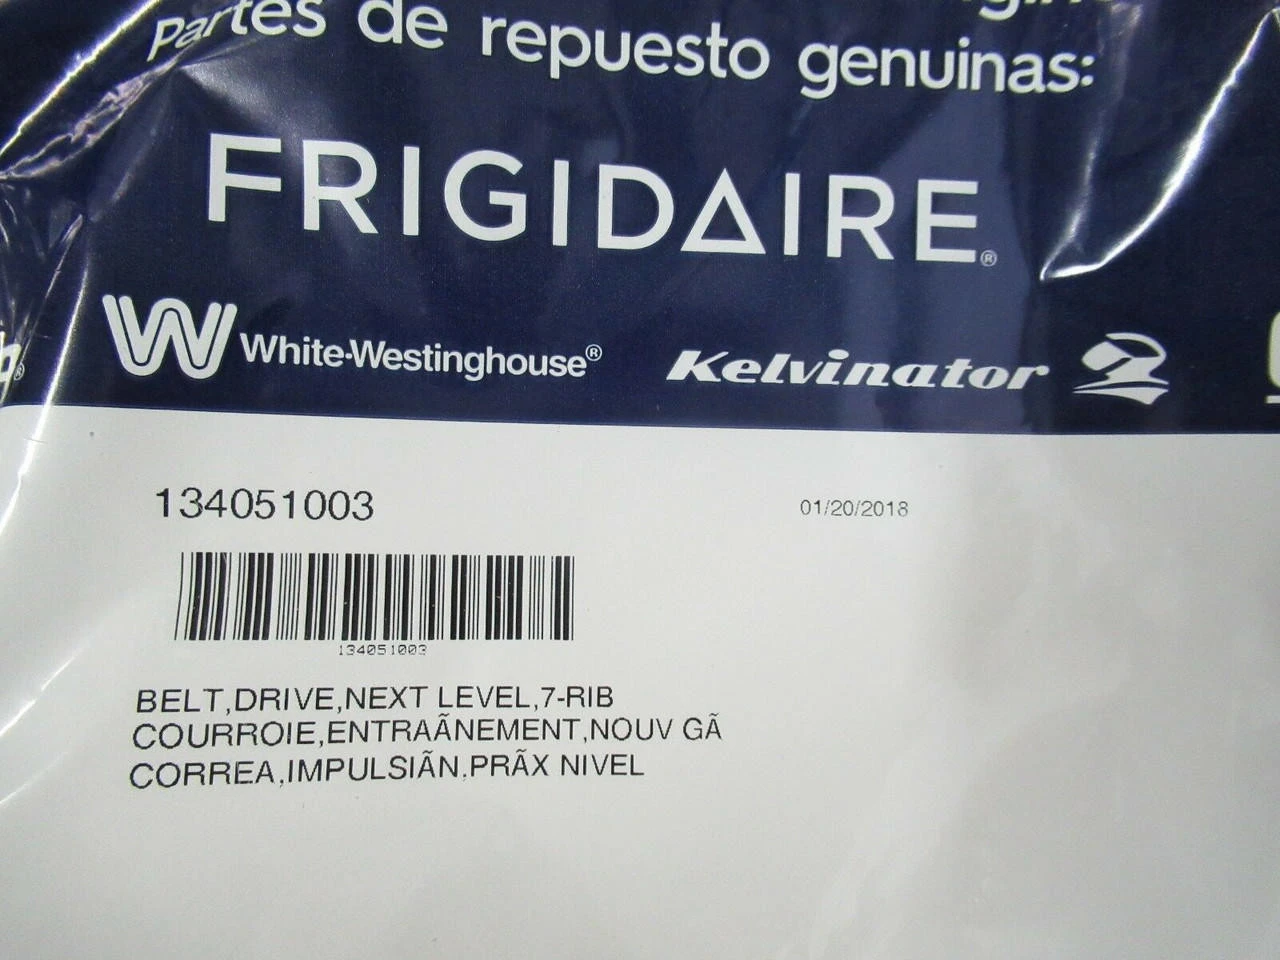 Partes de repuesto genuinas:
FRIGIDAIRE®
White-Westinghouse® Kelvinator
134051003 01/20/2018
134051003
BELT,DRIVE,NEXT LEVEL,7-RIB
COURROIE,ENTRAÃNEMENT,NOUV GÃ
CORREA,IMPULSIÃN,PRÃX NIVEL